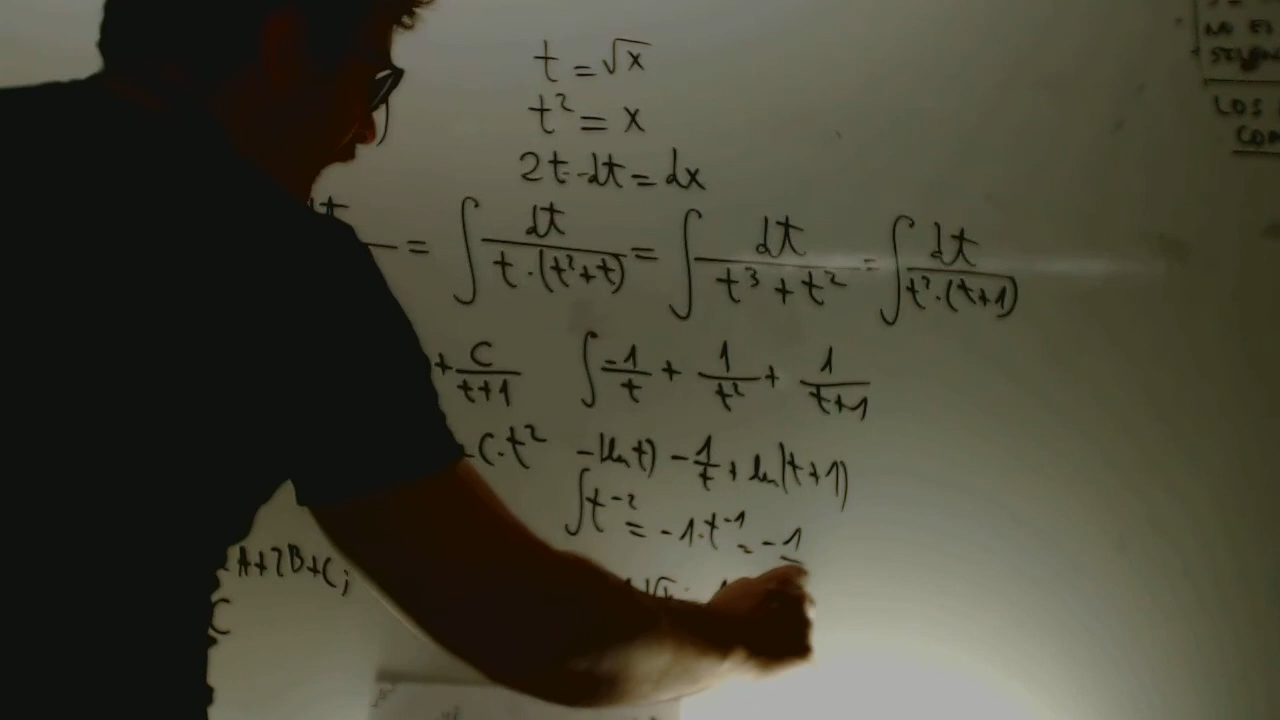 t = √x
t² = x
2t·dt = dx
= ∫ dt/(t·(t²+t)) = ∫ dt/(t³+t²) = ∫ dt/(t²·(t+1))
+ C/(t+1) ∫ -1/t + 1/t² + 1/(t+1)
C·t² -(ln t) - 1/t + ln(t+1)
∫t⁻² = -1·t⁻¹ = -1
A+2B+C;
C
LOS